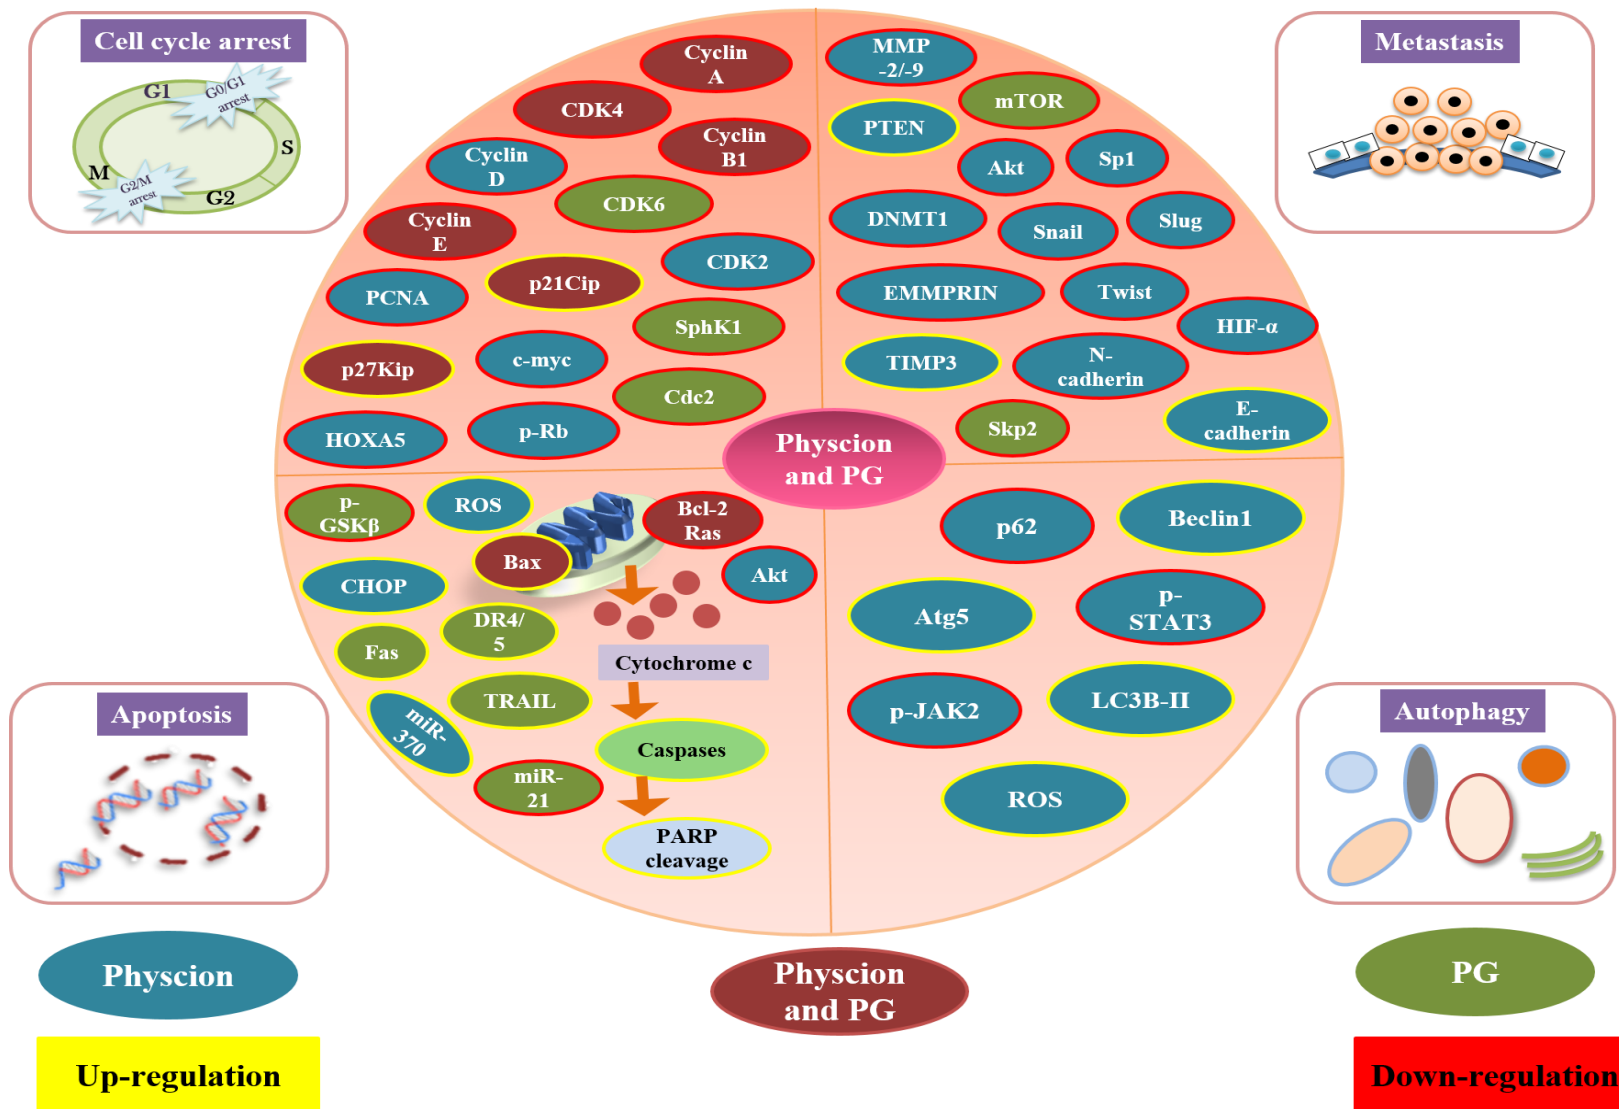 Cell cycle arrest
G1
G0/G1
arrest
S
M
G2/M
arrest
G2
Metastasis
Cyclin
A
CDK4
Cyclin
B1
Cyclin
D
CDK6
Cyclin
E
CDK2
p21Cip
PCNA
SphK1
c-myc
p27Kip
Cdc2
p-Rb
HOXA5
MMP
-2/-9
mTOR
PTEN
Akt
Sp1
DNMT1
Snail
Slug
EMMPRIN
Twist
HIF-α
TIMP3
N-
cadherin
E-
cadherin
Skp2
Physcion
and PG
p-
GSKβ
ROS
Bcl-2
Ras
Bax
Akt
CHOP
DR4/
5
Fas
Cytochrome c
TRAIL
miR-
370
Caspases
miR-
21
PARP
cleavage
p62
Beclin1
Atg5
p-
STAT3
p-JAK2
LC3B-II
ROS
Apoptosis
Autophagy
Physcion
Physcion
and PG
PG
Up-regulation
Down-regulation